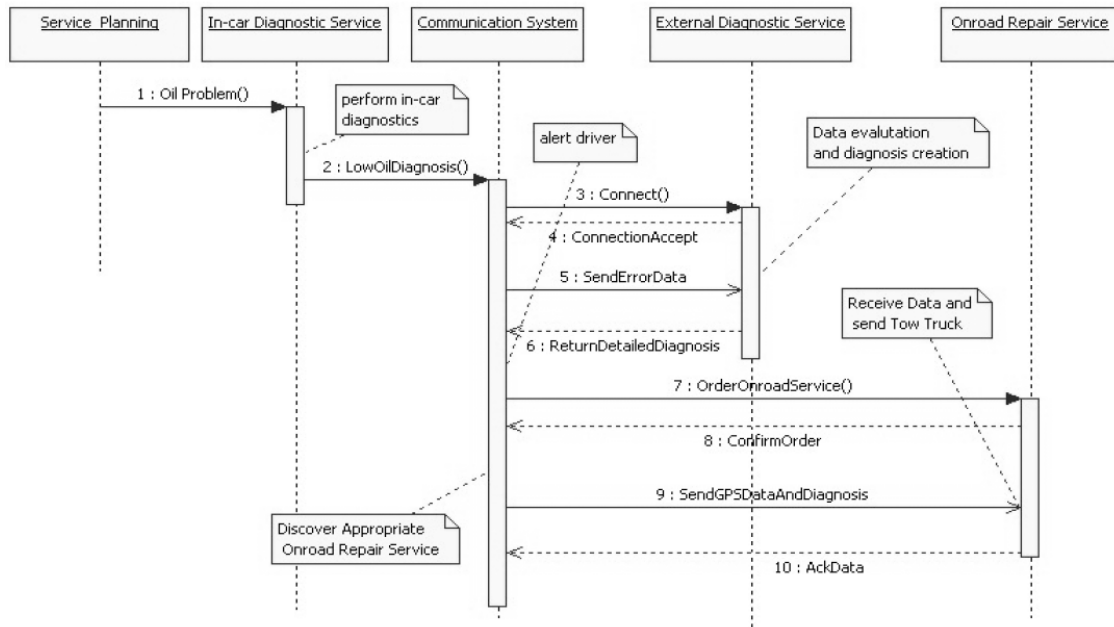 Service Planning
In-car Diagnostic Service
Communication System
External Diagnostic Service
Onroad Repair Service
1 : Oil Problem()
perform in-car
diagnostics
alert driver
Data evalutation
and diagnosis creation
2 : LowOilDiagnosis()
3 : Connect()
4 : ConnectionAccept
5 : SendErrorData
Receive Data and
send Tow Truck
6 : ReturnDetailedDiagnosis
7 : OrderOnroadService()
8 : ConfirmOrder
9 : SendGPSDataAndDiagnosis
Discover Appropriate
Onroad Repair Service
10 : AckData